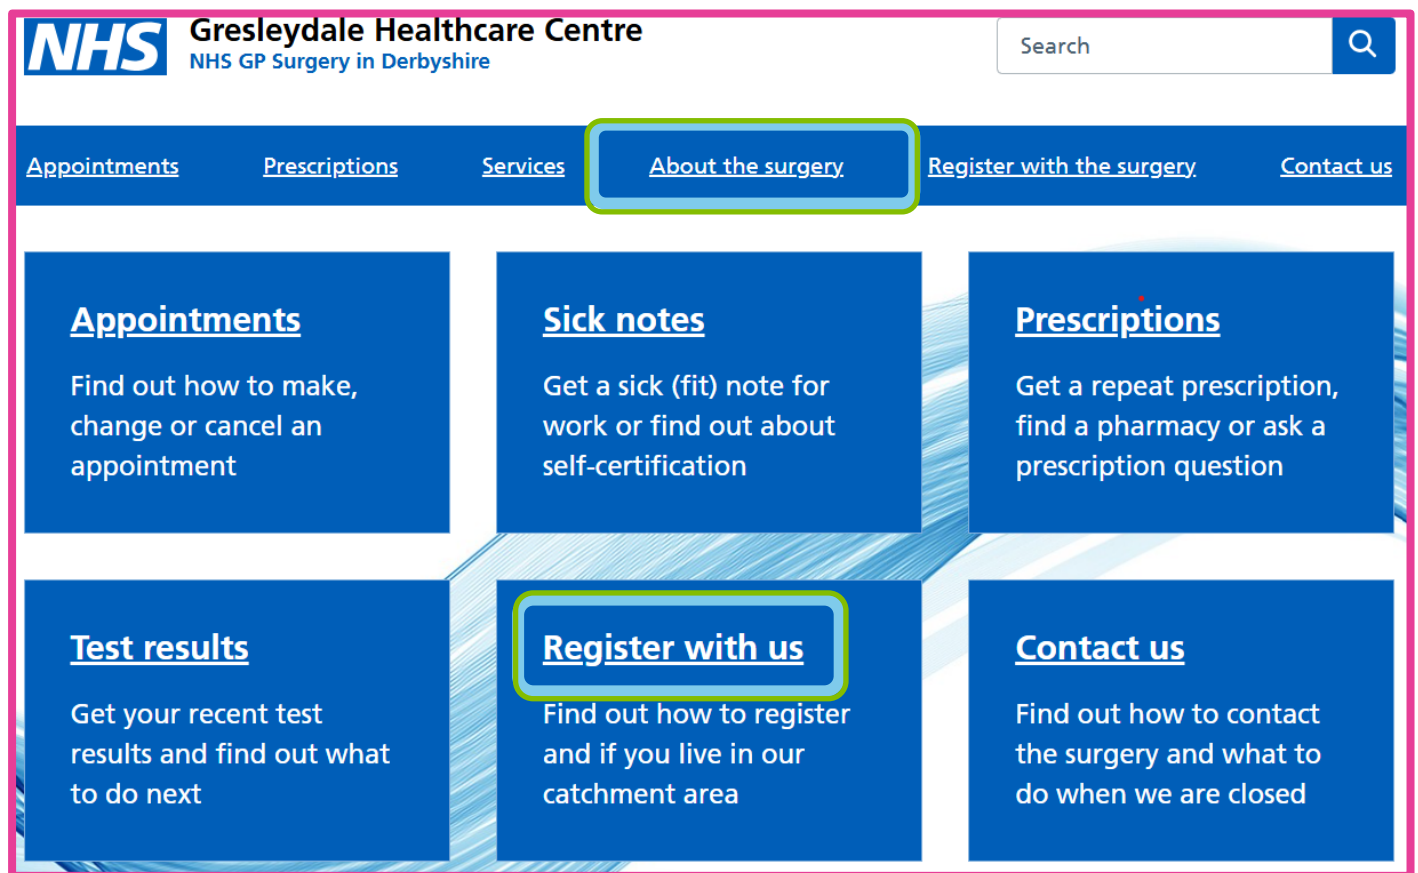 NHS
Gresleydale Healthcare Centre
NHS GP Surgery in Derbyshire
Search
Appointments
Prescriptions
Services
About the surgery
Register with the surgery
Contact us
Appointments
Find out how to make,
change or cancel an
appointment
Sick notes
Get a sick (fit) note for
work or find out about
self-certification
Prescriptions
Get a repeat prescription,
find a pharmacy or ask a
prescription question
Test results
Get your recent test
results and find out what
to do next
Register with us
Find out how to register
and if you live in our
catchment area
Contact us
Find out how to contact
the surgery and what to
do when we are closed